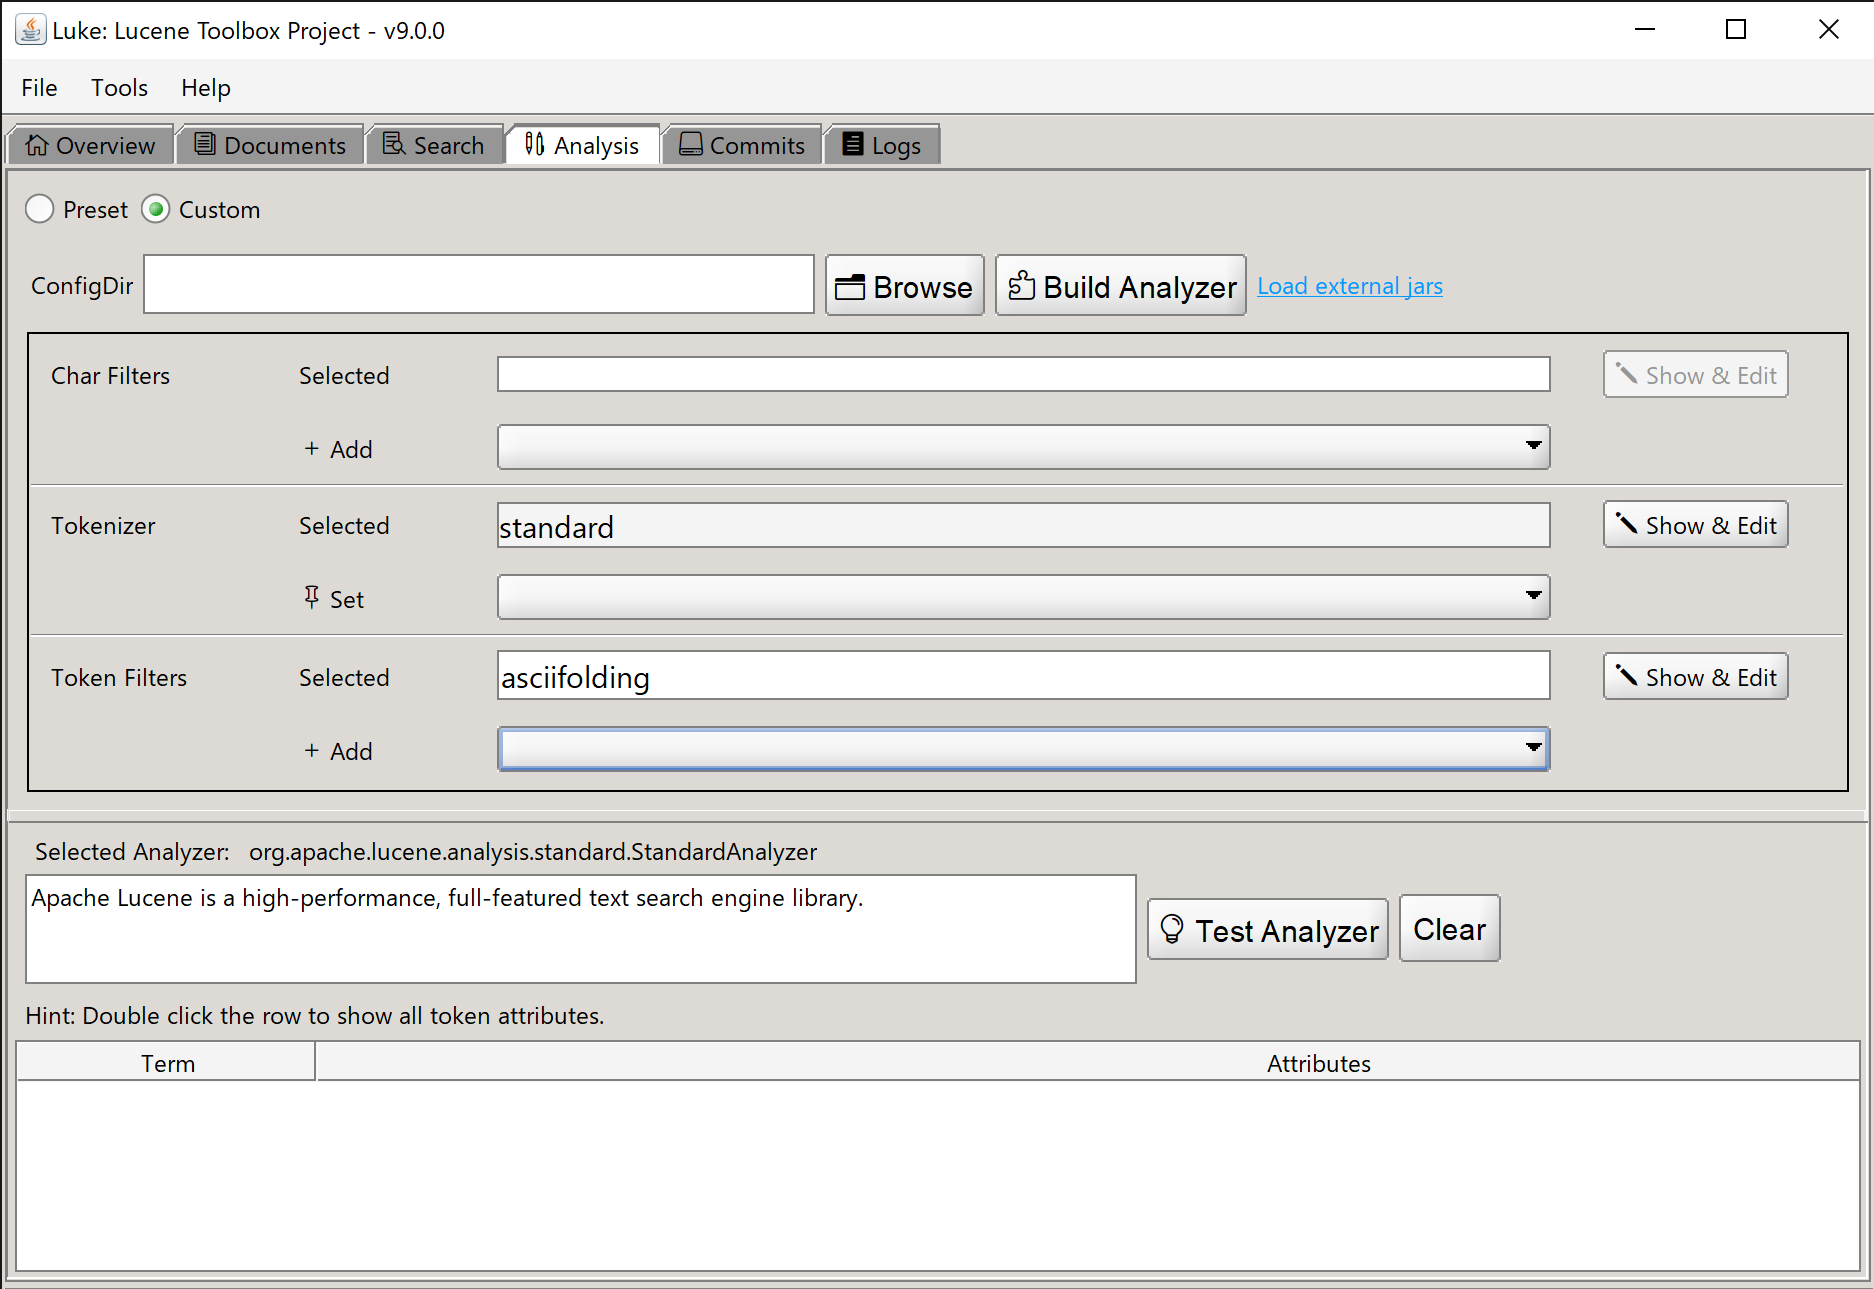 Luke: Lucene Toolbox Project - v9.0.0
File Tools Help
Overview Documents Search Analysis Commits Logs
Preset Custom
ConfigDir Browse Build Analyzer Load external jars
Char Filters Selected Show & Edit
+ Add
Tokenizer Selected standard Show & Edit
Set
Token Filters Selected asciifolding Show & Edit
+ Add
Selected Analyzer: org.apache.lucene.analysis.standard.StandardAnalyzer
Apache Lucene is a high-performance, full-featured text search engine library.
Test Analyzer Clear
Hint: Double click the row to show all token attributes.
Term Attributes